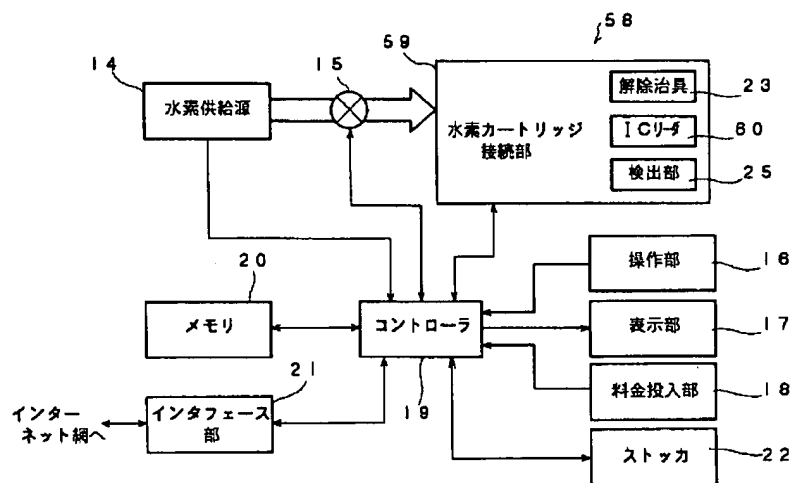 ５８
５９
１４
１５
水素供給源
水素カートリッジ
接続部
解除治具
２３
ＩＣリーダ
６０
検出部
２５
２０
メモリ
コントローラ
１９
操作部
１６
表示部
１７
料金投入部
１８
ストッカ
２２
２１
インタフェース
部
インター
ネット網へ